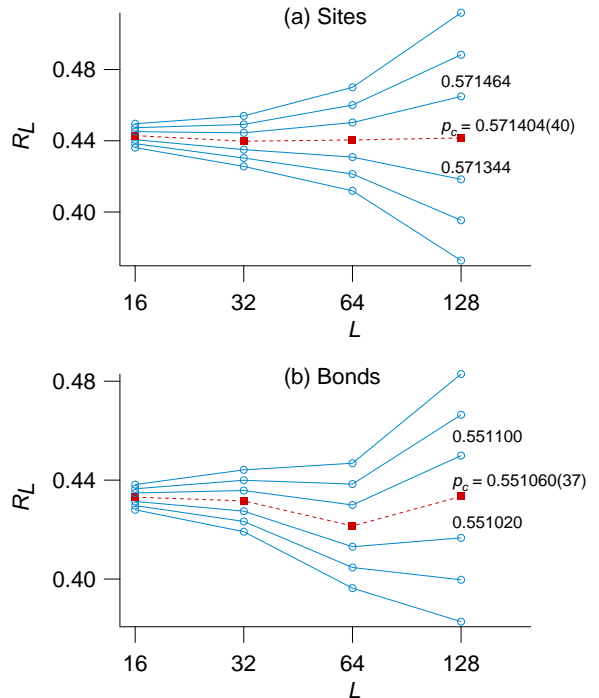 (a) Sites
0.48
0.44
0.40
R_L
0.571464
p_c = 0.571404(40)
0.571344
16 32 64 128
L
(b) Bonds
0.48
0.44
0.40
R_L
0.551100
p_c = 0.551060(37)
0.551020
16 32 64 128
L